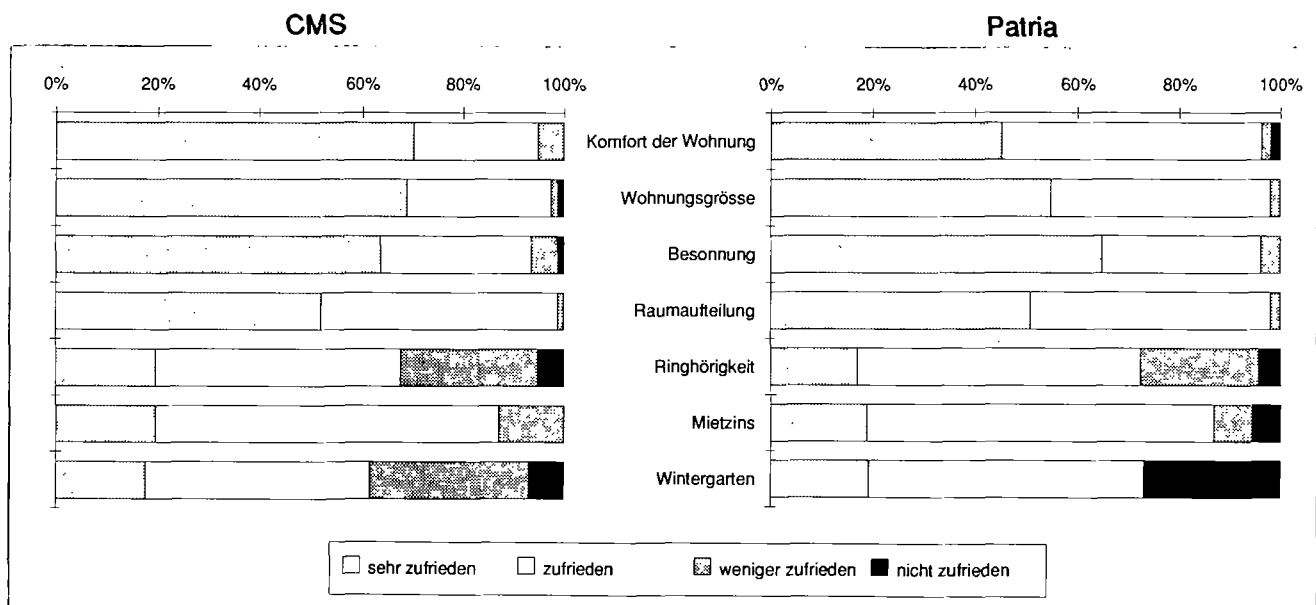 CMS Patria
0% 20% 40% 60% 80% 100% 0% 20% 40% 60% 80% 100%
Komfort der Wohnung
Wohnungsgrösse
Besonnung
Raumaufteilung
Ringhörigkeit
Mietzins
Wintergarten
sehr zufrieden zufrieden weniger zufrieden nicht zufrieden